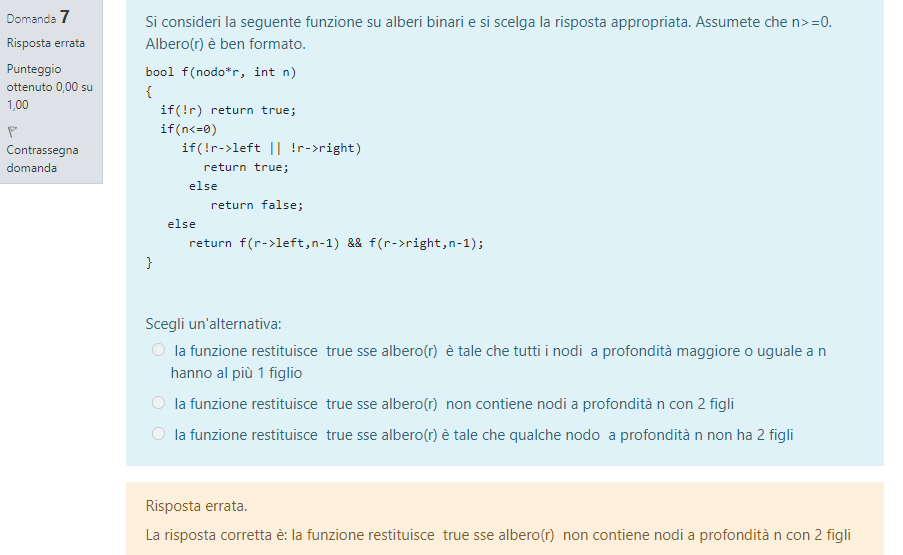 Domanda 7
Risposta errata
Punteggio
ottenuto 0,00 su
1,00
Contrassegna
domanda
Si consideri la seguente funzione su alberi binari e si scelga la risposta appropriata. Assumete che n>=0.
Albero(r) è ben formato.
bool f(nodo*r, int n)
{
if(!r) return true;
if(n<=0)
if(!r->left || !r->right)
return true;
else
return false;
else
return f(r->left,n-1) && f(r->right,n-1);
}
Scegli un'alternativa:
la funzione restituisce true sse albero(r) è tale che tutti i nodi a profondità maggiore o uguale a n
hanno al più 1 figlio
la funzione restituisce true sse albero(r) non contiene nodi a profondità n con 2 figli
la funzione restituisce true sse albero(r) è tale che qualche nodo a profondità n non ha 2 figli
Risposta errata.
La risposta corretta è: la funzione restituisce true sse albero(r) non contiene nodi a profondità n con 2 figli